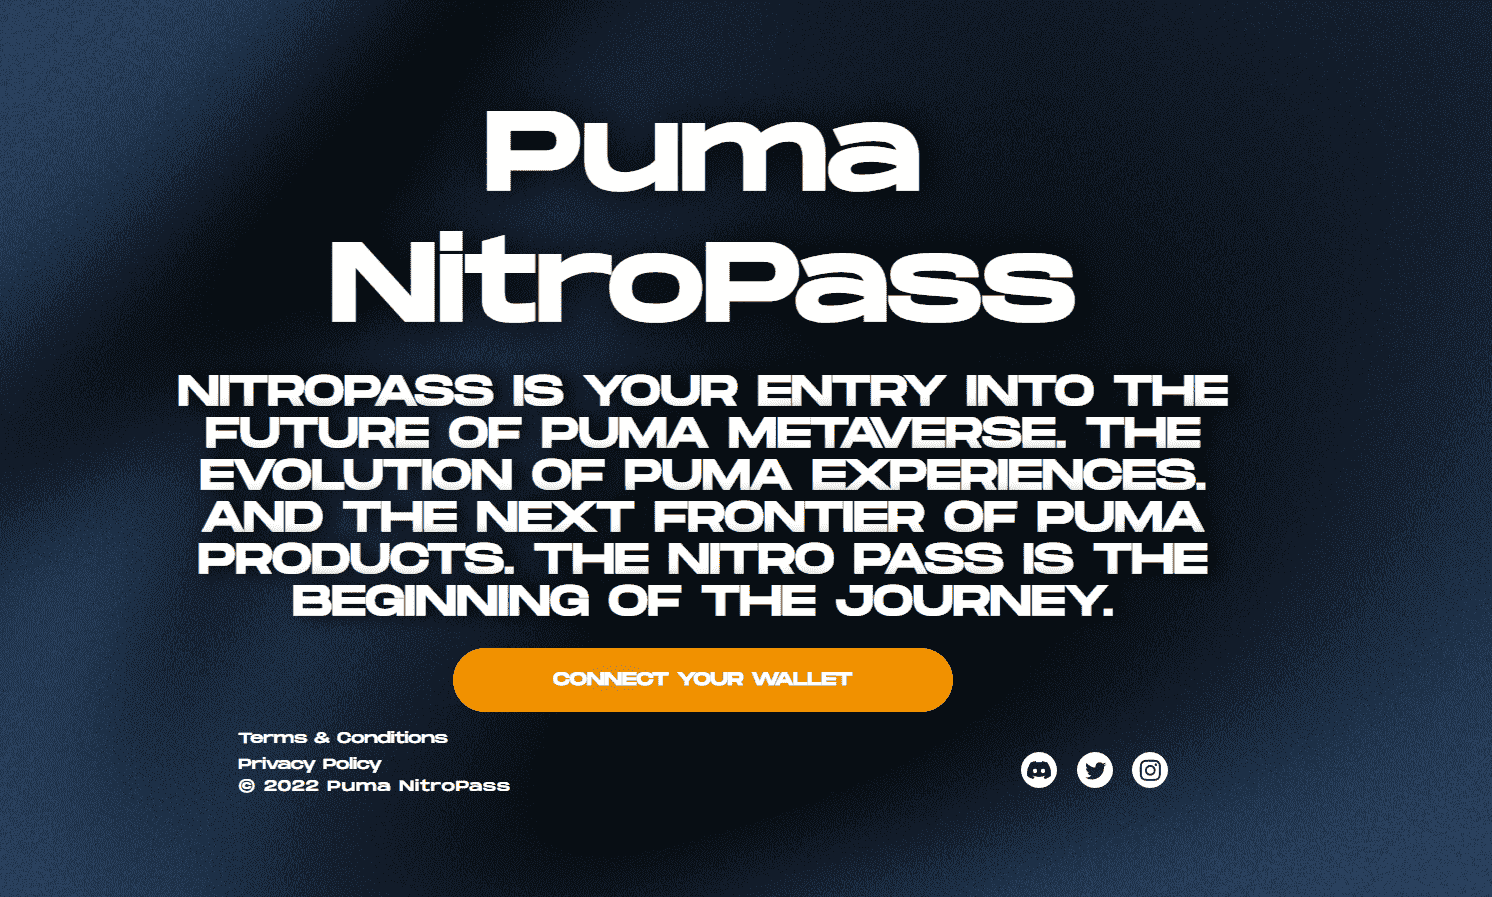 Puma
NitroPass
NITROPASS IS YOUR ENTRY INTO THE
FUTURE OF PUMA METAVERSE. THE
EVOLUTION OF PUMA EXPERIENCES.
AND THE NEXT FRONTIER OF PUMA
PRODUCTS. THE NITRO PASS IS THE
BEGINNING OF THE JOURNEY.
CONNECT YOUR WALLET
Terms & Conditions
Privacy Policy
© 2022 Puma NitroPass